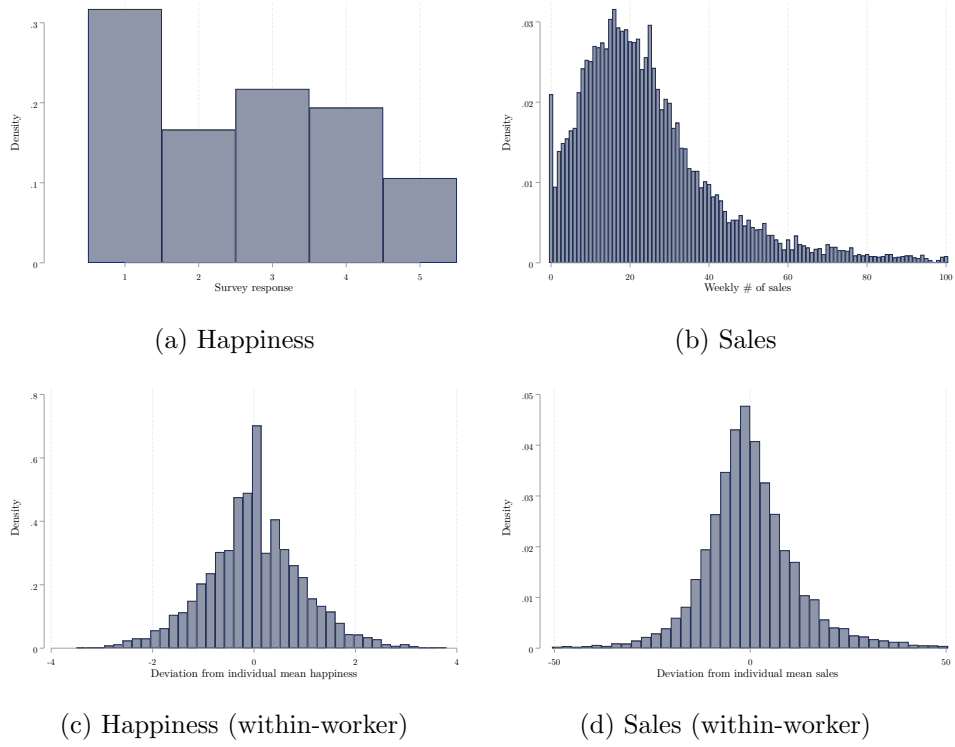 Density
.3
.2
.1
0
1 2 3 4 5
Survey response
(a) Happiness
Density
.03
.02
.01
0
0 20 40 60 80 100
Weekly # of sales
(b) Sales
Density
.8
.6
.4
.2
0
-4 -2 0 2 4
Deviation from individual mean happiness
(c) Happiness (within-worker)
Density
.05
.04
.03
.02
.01
0
-50 0 50
Deviation from individual mean sales
(d) Sales (within-worker)